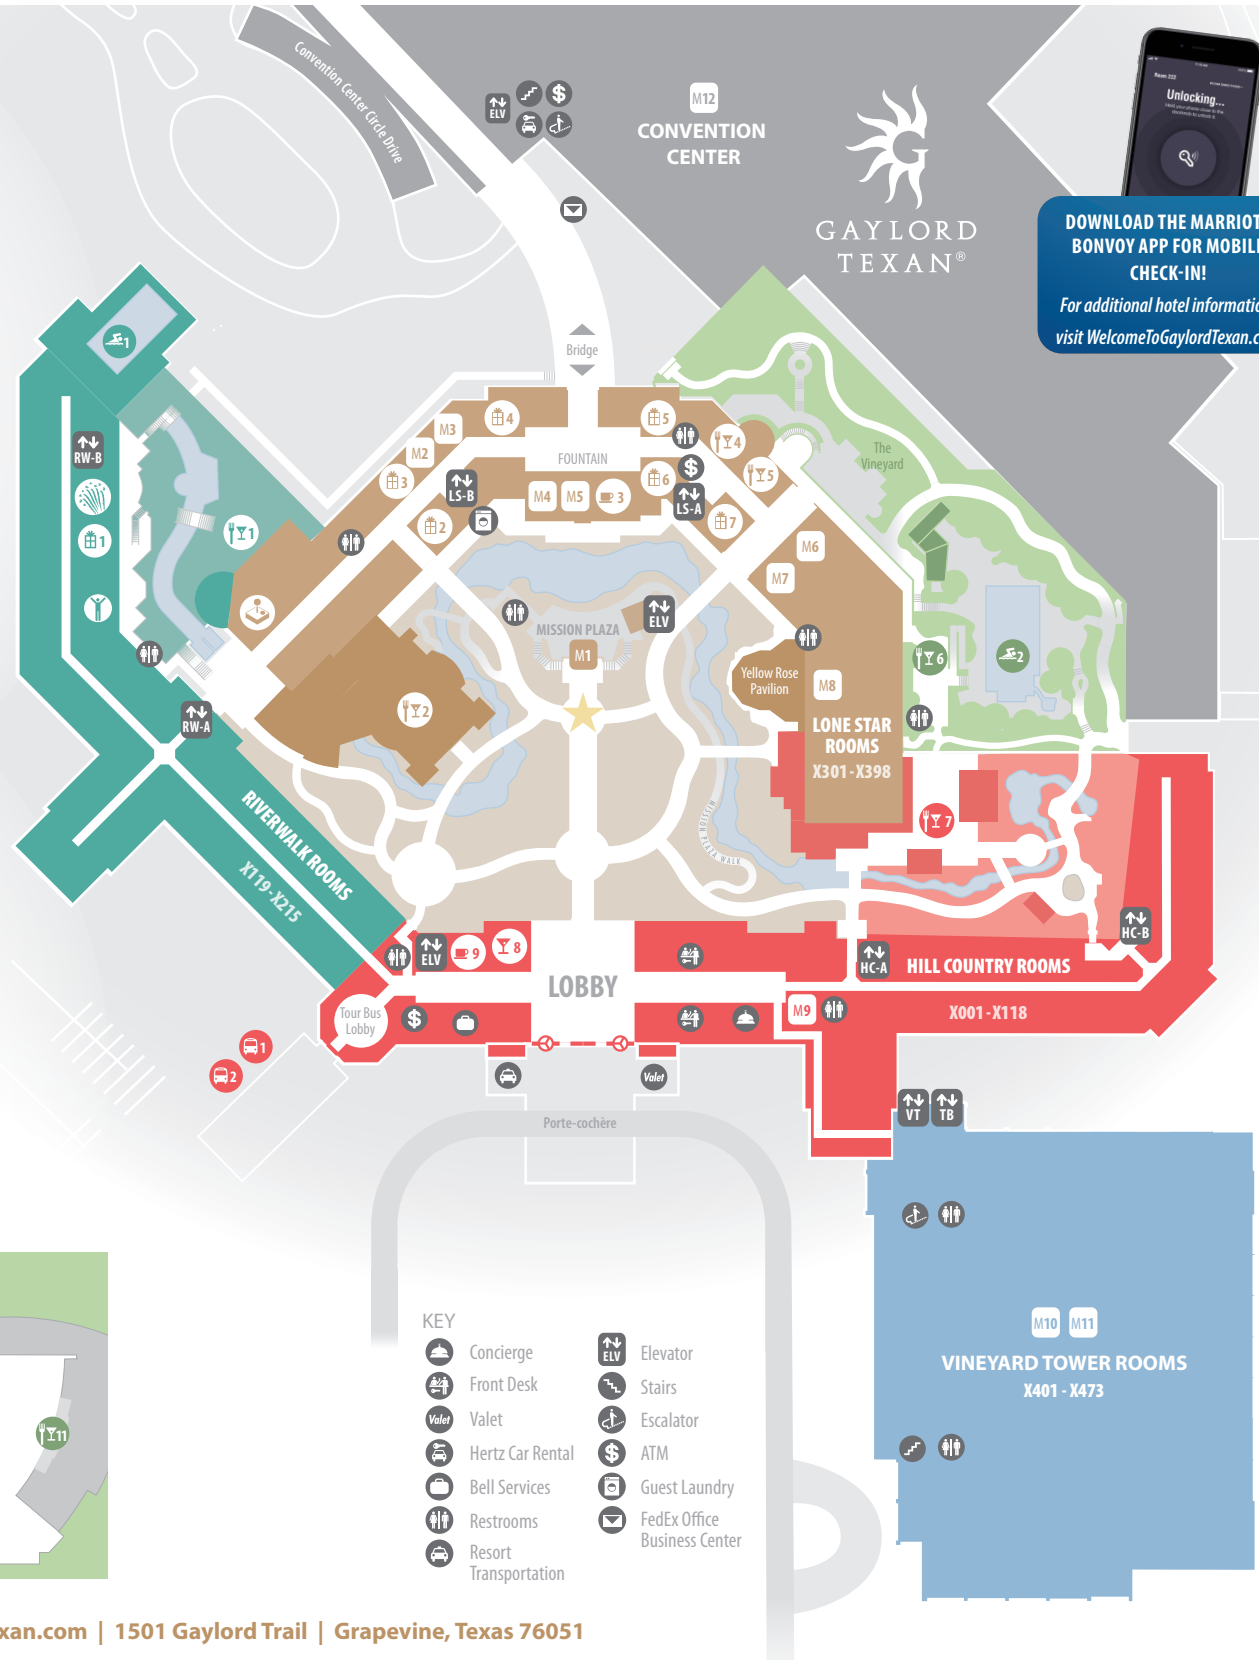 Convention Center Circle Drive
ELV
M12
CONVENTION
CENTER
GAYLORD
TEXAN®
Unlocking...
DOWNLOAD THE MARRIOT
BONVOY APP FOR MOBIL
CHECK-IN!
For additional hotel informatio
visit WelcomeToGaylordTexan.c
Bridge
1
RW-B
1
1
M3
M2
3
4
LS-B
2
FOUNTAIN
M4
M5
3
5
6
4
5
LS-A
7
The
Vineyard
M6
M7
MISSION PLAZA
ELV
M1
2
RW-A
Yellow Rose
Pavilion
M8
LONE STAR
ROOMS
X301 - X398
6
2
7
MISSION PELLA WALK
RIVERWALK ROOMS
X119 - X215
ELV
9
8
LOBBY
HC-A
HC-B
HILL COUNTRY ROOMS
X001 - X118
M9
Tour Bus
Lobby
1
2
Valet
Porte-cochère
VT
TB
M10
M11
VINEYARD TOWER ROOMS
X401 - X473
11
KEY
Concierge
Front Desk
Valet
Valet
Hertz Car Rental
Bell Services
Restrooms
Resort
Transportation
ELV
Elevator
Stairs
Escalator
$
ATM
Guest Laundry
FedEx Office
Business Center
xan.com | 1501 Gaylord Trail | Grapevine, Texas 76051